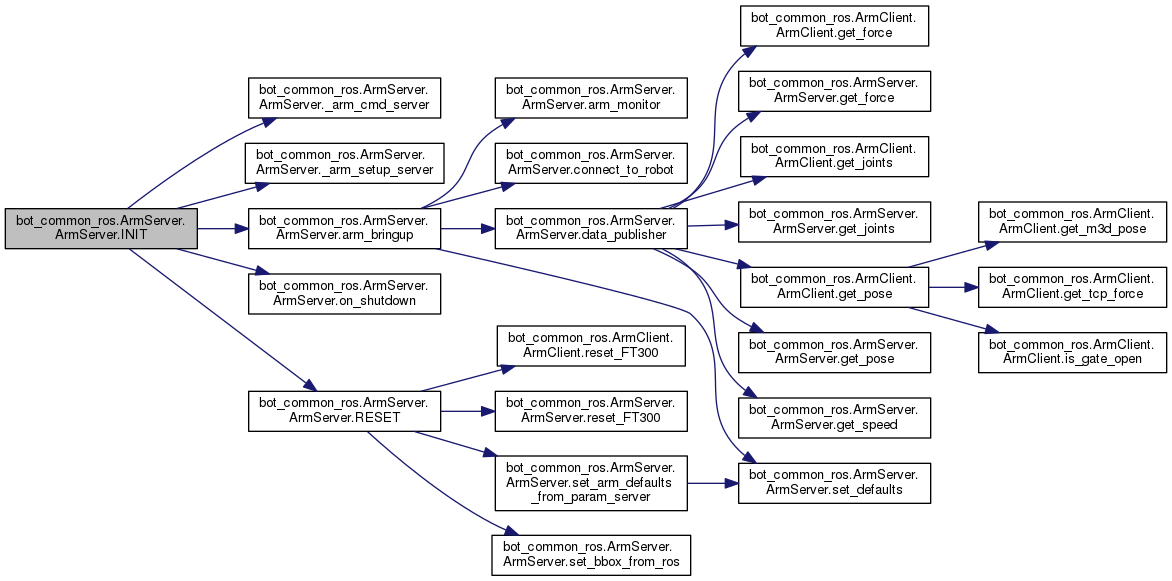 bot_common_ros.ArmServer.
ArmServer.INIT
bot_common_ros.ArmServer.
ArmServer._arm_cmd_server
bot_common_ros.ArmServer.
ArmServer._arm_setup_server
bot_common_ros.ArmServer.
ArmServer.arm_bringup
bot_common_ros.ArmServer.
ArmServer.on_shutdown
bot_common_ros.ArmServer.
ArmServer.RESET
bot_common_ros.ArmServer.
ArmServer.arm_monitor
bot_common_ros.ArmServer.
ArmServer.connect_to_robot
bot_common_ros.ArmServer.
ArmServer.data_publisher
bot_common_ros.ArmClient.
ArmClient.reset_FT300
bot_common_ros.ArmServer.
ArmServer.reset_FT300
bot_common_ros.ArmServer.
ArmServer.set_arm_defaults
_from_param_server
bot_common_ros.ArmServer.
ArmServer.set_bbox_from_ros
bot_common_ros.ArmClient.
ArmClient.get_force
bot_common_ros.ArmServer.
ArmServer.get_force
bot_common_ros.ArmClient.
ArmClient.get_joints
bot_common_ros.ArmServer.
ArmServer.get_joints
bot_common_ros.ArmClient.
ArmClient.get_pose
bot_common_ros.ArmServer.
ArmServer.get_pose
bot_common_ros.ArmServer.
ArmServer.get_speed
bot_common_ros.ArmServer.
ArmServer.set_defaults
bot_common_ros.ArmClient.
ArmClient.get_m3d_pose
bot_common_ros.ArmClient.
ArmClient.get_tcp_force
bot_common_ros.ArmClient.
ArmClient.is_gate_open